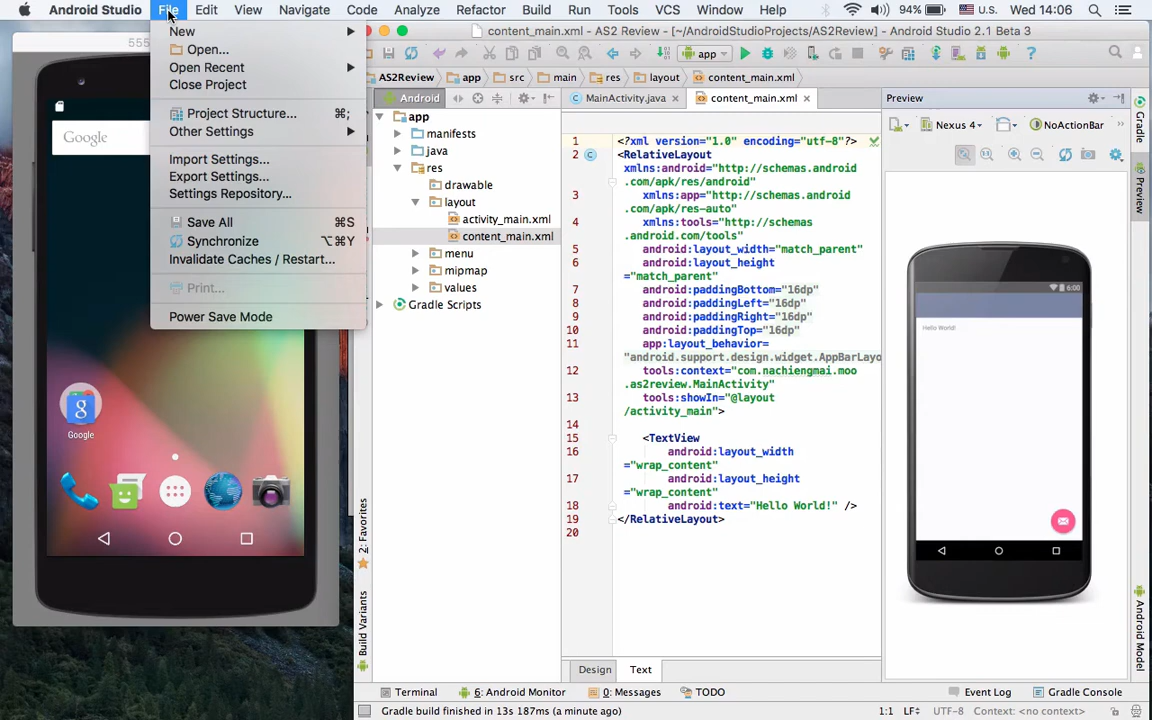 Android Studio File Edit View Navigate Code Analyze Refactor Build Run Tools VCS Window Help 94% U.S. Wed 14:06
New
Open...
Open Recent
Close Project
Project Structure... ⌘;
Other Settings
Import Settings...
Export Settings...
Settings Repository...
Save All ⌘S
Synchronize ⌥⌘Y
Invalidate Caches / Restart...
Print...
Power Save Mode
555
Google
Google
content_main.xml - AS2 Review - [~/AndroidStudioProjects/AS2Review] - Android Studio 2.1 Beta 3
app
AS2Review app src main res layout content_main.xml
Android
MainActivity.java content_main.xml
app
manifests
java
res
drawable
layout
activity_main.xml
content_main.xml
menu
mipmap
values
Gradle Scripts
1 <?xml version="1.0" encoding="utf-8"?>
2 <RelativeLayout
xmlns:android="http://schemas.android
.com/apk/res/android"
3 xmlns:app="http://schemas.android
.com/apk/res-auto"
4 xmlns:tools="http://schemas
.android.com/tools"
5 android:layout_width="match_parent"
6 android:layout_height
="match_parent"
7 android:paddingBottom="16dp"
8 android:paddingLeft="16dp"
9 android:paddingRight="16dp"
10 android:paddingTop="16dp"
11 app:layout_behavior=
"android.support.design.widget.AppBarLayo
12 tools:context="com.nachiengmai.moo
.as2review.MainActivity"
13 tools:showIn="@layout
/activity_main">
14
15 <TextView
16 android:layout_width
="wrap_content"
17 android:layout_height
="wrap_content"
18 android:text="Hello World!" />
19 </RelativeLayout>
20
Design Text
Preview
Nexus 4 NoActionBar
6:00
Hello World!
Gradle
Preview
Android Model
2: Favorites
Build Variants
Terminal 6: Android Monitor 0: Messages TODO Event Log Gradle Console
Gradle build finished in 13s 187ms (a minute ago) 1:1 LF UTF-8 Context: <no context>